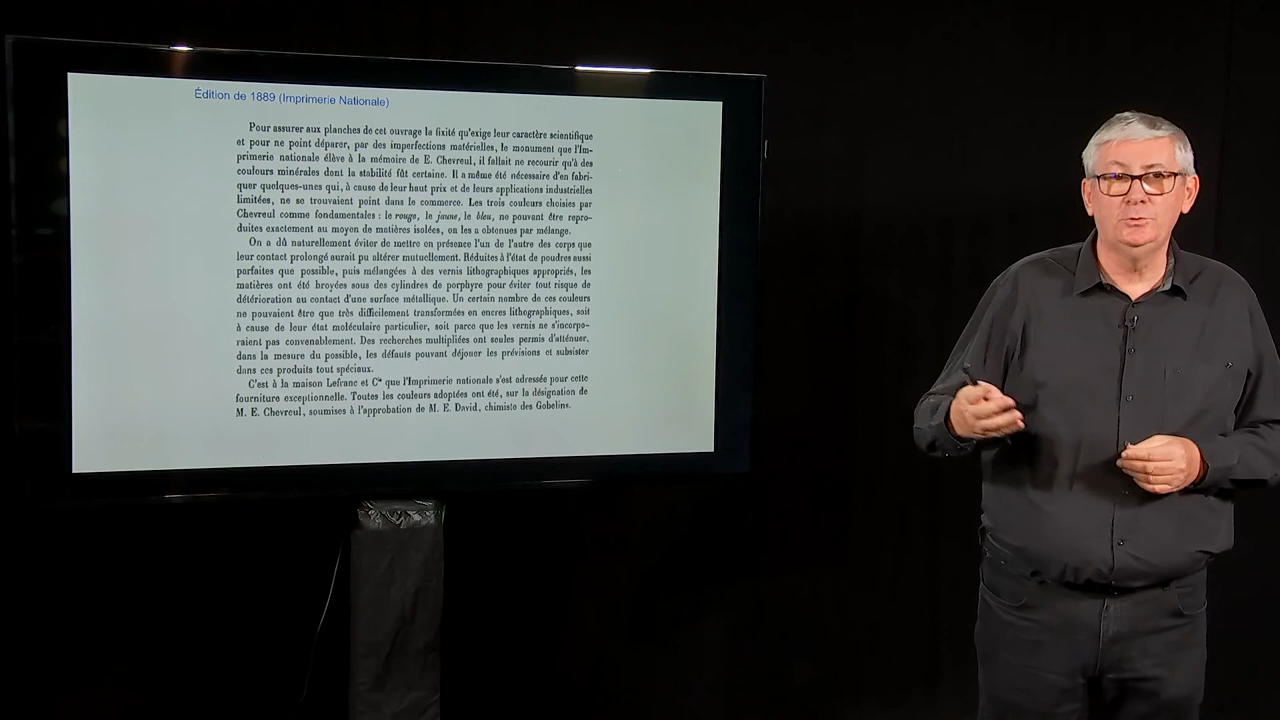 Édition de 1889 (Imprimerie Nationale)
Pour assurer aux planches de cet ouvrage la fixité qu'exige leur caractère scientifique
et pour ne point déparer, par des imperfections matérielles, le monument que l'Im-
primerie nationale élève à la mémoire de E. Chevreul, il fallait ne recourir qu'à des
couleurs minérales dont la stabilité fût certaine. Il a même été nécessaire d'en fabri-
quer quelques-unes qui, à cause de leur haut prix et de leurs applications industrielles
limitées, ne se trouvaient point dans le commerce. Les trois couleurs choisies par
Chevreul comme fondamentales : le rouge, le jaune, le bleu, ne pouvant être repro-
duites exactement au moyen de matières isolées, on les a obtenues par mélange.
On a dû naturellement éviter de mettre en présence l'un de l'autre des corps que
leur contact prolongé aurait pu altérer mutuellement. Réduites à l'état de poudres aussi
parfaites que possible, puis mélangées à des vernis lithographiques appropriés, les
matières ont été broyées sous des cylindres de porphyre pour éviter tout risque de
détérioration au contact d'une surface métallique. Un certain nombre de ces couleurs
ne pouvaient être que très difficilement transformées en encres lithographiques, soit
à cause de leur état moléculaire particulier, soit parce que les vernis ne s'incorpo-
raient pas convenablement. Des recherches multipliées ont seules permis d'atténuer,
dans la mesure du possible, les défauts pouvant déjouer les prévisions et subsister
dans ces produits tout spéciaux.
C'est à la maison Lefranc et Cie que l'Imprimerie nationale s'est adressée pour cette
fourniture exceptionnelle. Toutes les couleurs adoptées ont été, sur la désignation de
M. E. Chevreul, soumises à l'approbation de M. E. David, chimiste des Gobelins.